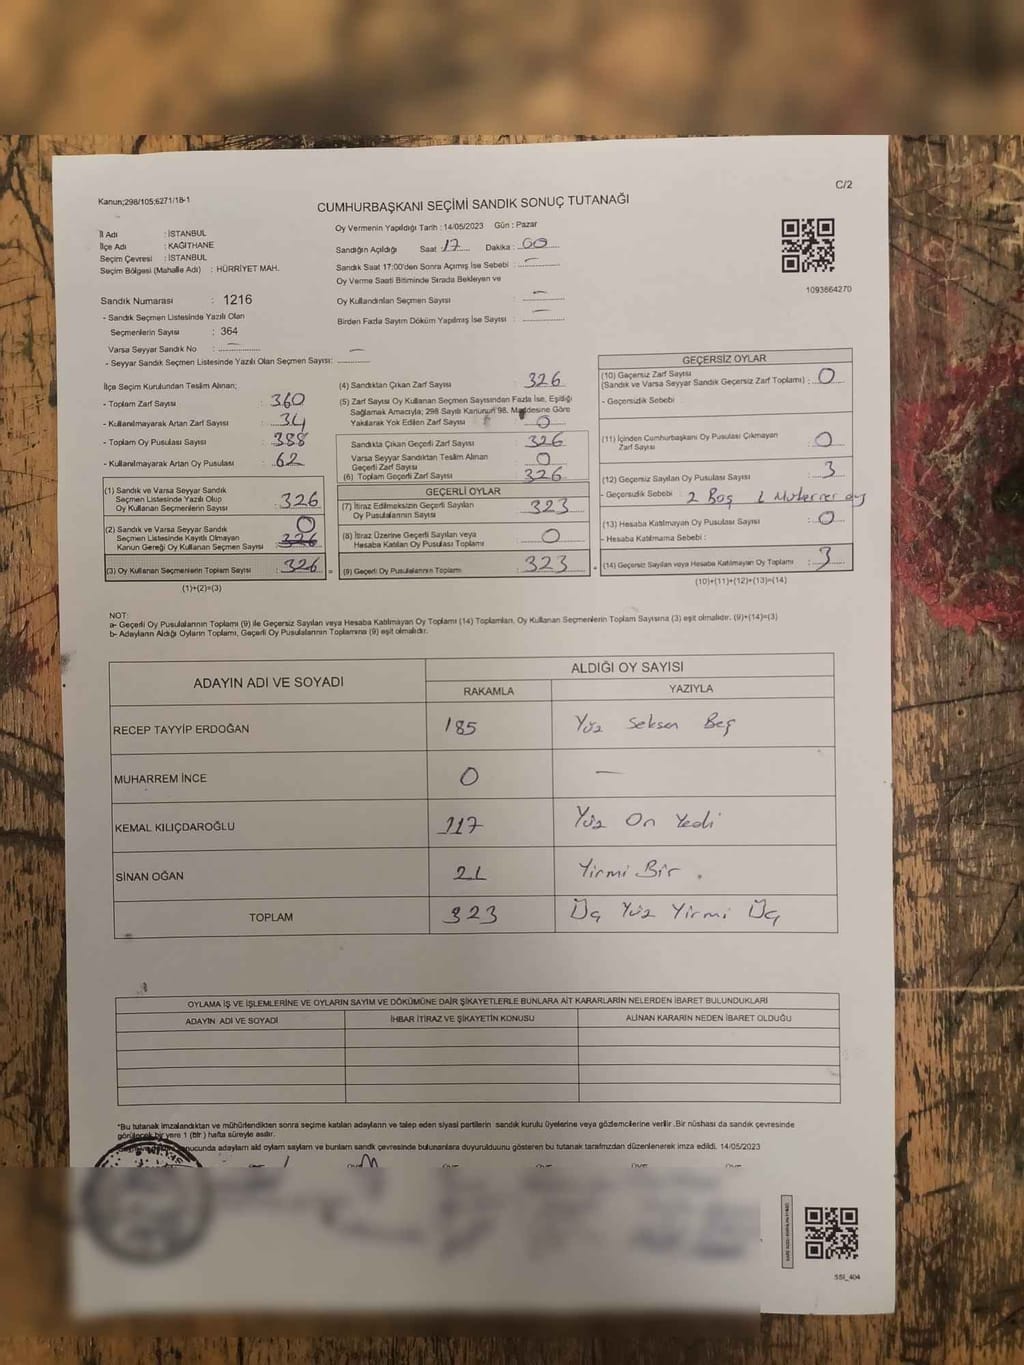 C/2
Kanun;298/105;6271/18-1
CUMHURBAŞKANI SEÇİMİ SANDIK SONUÇ TUTANAĞI
İl Adı : İSTANBUL
İlçe Adı : KAĞITHANE
Seçim Çevresi : İSTANBUL
Seçim Bölgesi (Mahalle Adı) : HÜRRİYET MAH.
Oy Vermenin Yapıldığı Tarih : 14/05/2023 Gün : Pazar
Sandığın Açıldığı Saat : 17 Dakika : 00
Sandık Saat 17:00'den Sonra Açımış İse Sebebi : —
Oy Verme Saati Bitiminde Sırada Bekleyen ve
Oy Kullandırılan Seçmen Sayısı : —
Birden Fazla Sayım Döküm Yapılmış İse Sayısı : —
1093664270
Sandık Numarası : 1216
- Sandık Seçmen Listesinde Yazılı Olan
Seçmenlerin Sayısı : 364
Varsa Seyyar Sandık No : —
- Seyyar Sandık Seçmen Listesinde Yazılı Olan Seçmen Sayısı: —
İlçe Seçim Kurulundan Teslim Alınan;
- Toplam Zarf Sayısı : 360
- Kullanılmayarak Artan Zarf Sayısı : 34
- Toplam Oy Pusulası Sayısı : 388
- Kullanılmayarak Artan Oy Pusulası : 62
(1) Sandık ve Varsa Seyyar Sandık
Seçmen Listesinde Yazılı Olup
Oy Kullanan Seçmenlerin Sayısı : 326
(2) Sandık ve Varsa Seyyar Sandık 0
Seçmen Listesinde Kayıtlı Olmayan
Kanun Gereği Oy Kullanan Seçmen Sayısı : 326
(3) Oy Kullanan Seçmenlerin Toplam Sayısı : 326
(1)+(2)=(3)
(4) Sandıktan Çıkan Zarf Sayısı : 326
(5) Zarf Sayısı Oy Kullanan Seçmen Sayısından Fazla İse, Eşitliği
Sağlamak Amacıyla; 298 Sayılı Kanunun 98. Maddesine Göre
Yakılarak Yok Edilen Zarf Sayısı : 0
Sandıkta Çıkan Geçerli Zarf Sayısı : 326
Varsa Seyyar Sandıktan Teslim Alınan
Geçerli Zarf Sayısı : 0
(6) Toplam Geçerli Zarf Sayısı : 326
GEÇERLİ OYLAR
(7) İtiraz Edilmeksizin Geçerli Sayılan
Oy Pusulalarının Sayısı : 323
(8) İtiraz Üzerine Geçerli Sayılan veya
Hesaba Katılan Oy Pusulası Toplamı : 0
(9) Geçerli Oy Pusulalarının Toplamı : 323
GEÇERSİZ OYLAR
(10) Geçersiz Zarf Sayısı
(Sandık ve Varsa Seyyar Sandık Geçersiz Zarf Toplamı) : 0
- Geçersizlik Sebebi :
(11) İçinden Cumhurbaşkanı Oy Pusulası Çıkmayan
Zarf Sayısı : 0
(12) Geçersiz Sayılan Oy Pusulası Sayısı : 3
- Geçersizlik Sebebi : 2 Boş 1 Mükerrer oy
(13) Hesaba Katılmayan Oy Pusulası Sayısı : 0
- Hesaba Katılmama Sebebi :
(14) Geçersiz Sayılan veya Hesaba Katılmayan Oy Toplamı : 3
(10)+(11)+(12)+(13)=(14)
NOT:
a- Geçerli Oy Pusulalarının Toplamı (9) ile Geçersiz Sayılan veya Hesaba Katılmayan Oy Toplamı (14) Toplamları, Oy Kullanan Seçmenlerin Toplam Sayısına (3) eşit olmalıdır. (9)+(14)=(3)
b- Adayların Aldığı Oyların Toplamı, Geçerli Oy Pusulalarının Toplamına (9) eşit olmalıdır.
ADAYIN ADI VE SOYADI ALDIĞI OY SAYISI
RAKAMLA YAZIYLA
RECEP TAYYİP ERDOĞAN 185 Yüz Seksen Beş
MUHARREM İNCE 0 —
KEMAL KILIÇDAROĞLU 117 Yüz On Yedi
SİNAN OĞAN 21 Yirmi Bir .
TOPLAM 323 Üç Yüz Yirmi Üç
OYLAMA İŞ VE İŞLEMLERİNE VE OYLARIN SAYIM VE DÖKÜMÜNE DAİR ŞİKAYETLERLE BUNLARA AİT KARARLARIN NELERDEN İBARET BULUNDUKLARI
ADAYIN ADI VE SOYADI İHBAR İTİRAZ VE ŞİKAYETİN KONUSU ALINAN KARARIN NEDEN İBARET OLDUĞU
*Bu tutanak imzalandıktan ve mühürlendikten sonra seçime katılan adayların ve talep eden siyasi partilerin sandık kurulu üyelerine veya gözlemcilerine verilir .Bir nüshası da sandık çevresinde
görülecek bir yere 1 (bir ) hafta süreyle asılır.
sonucunda adayların aldı oyların sayıları ve bunların sandık çevresinde bulunanlara duyurulduunu gösteren bu tutanak tarafımızdan düzenlenerek imza edildi. 14/05/2023
SSİ_404